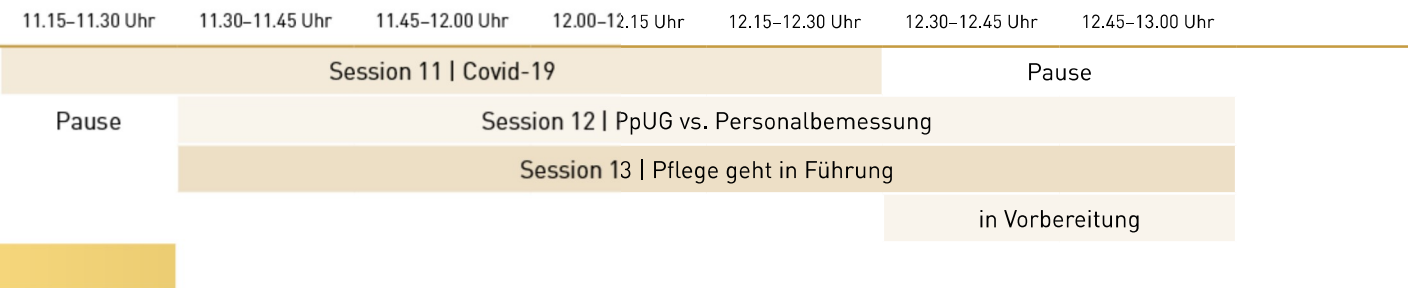 11.15–11.30 Uhr 11.30–11.45 Uhr 11.45–12.00 Uhr 12.00–12.15 Uhr 12.15–12.30 Uhr 12.30–12.45 Uhr 12.45–13.00 Uhr
Session 11 | Covid-19 Pause
Pause Session 12 | PpUG vs. Personalbemessung
Session 13 | Pflege geht in Führung
in Vorbereitung